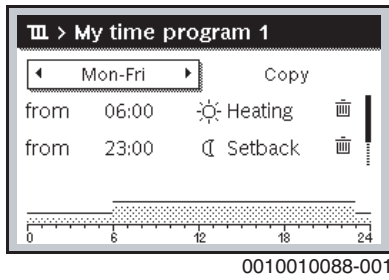 > My time program 1
Mon-Fri Copy
from 06:00 Heating
from 23:00 Setback
0 6 12 18 24
0010010088-001